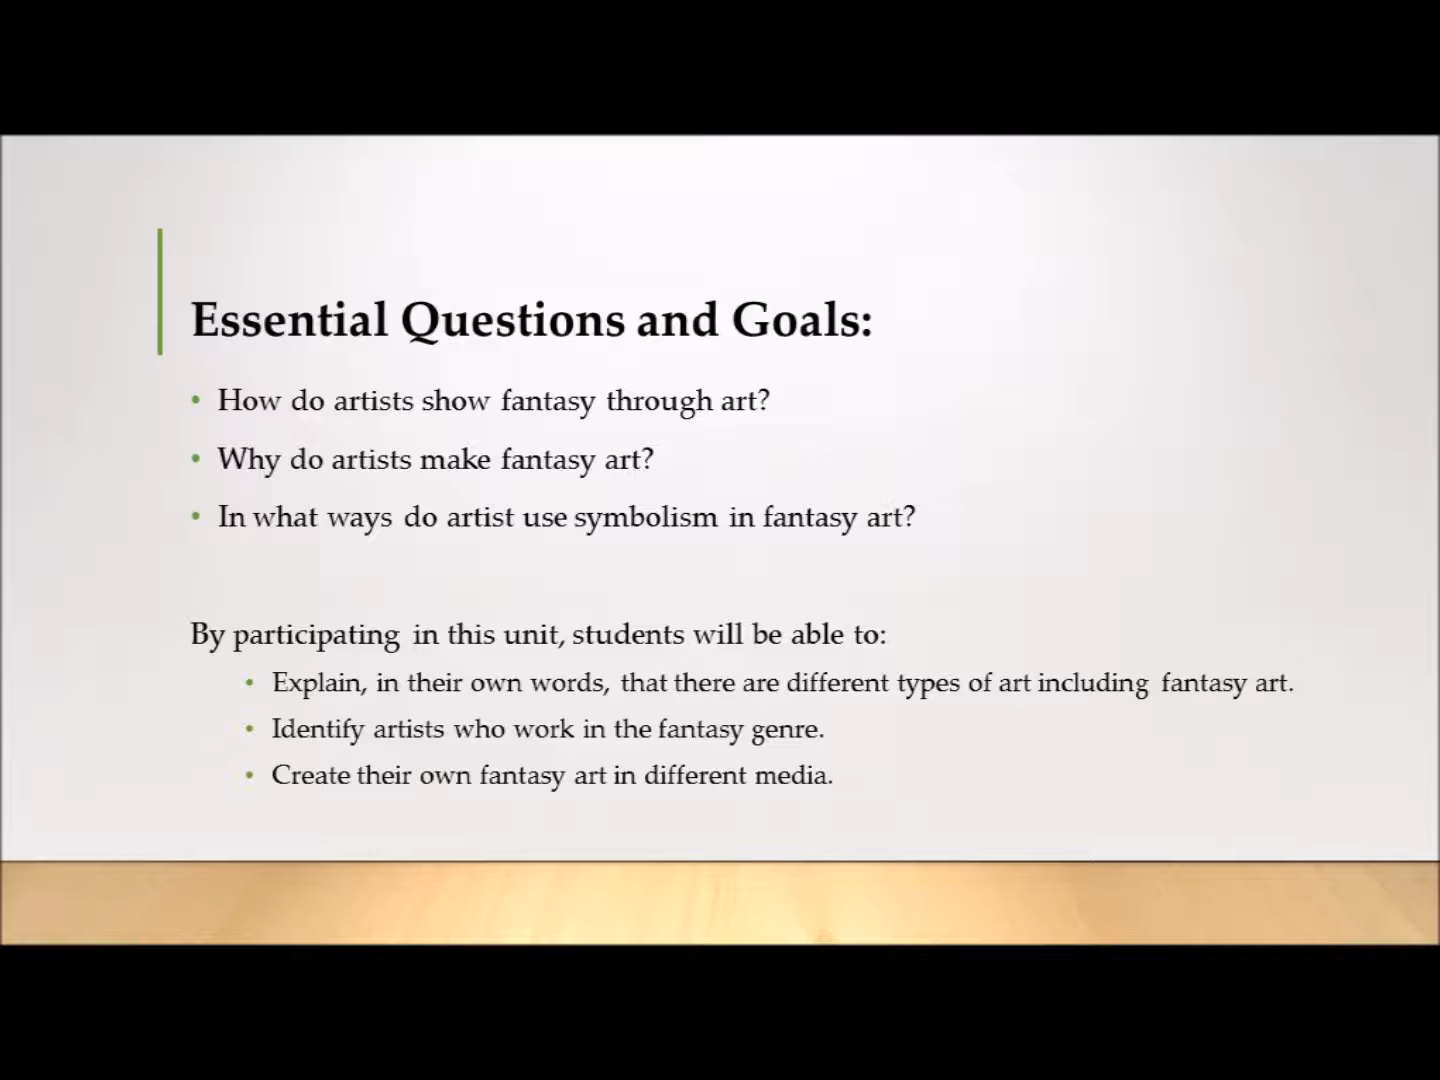 Essential Questions and Goals:
• How do artists show fantasy through art?
• Why do artists make fantasy art?
• In what ways do artist use symbolism in fantasy art?
By participating in this unit, students will be able to:
• Explain, in their own words, that there are different types of art including fantasy art.
• Identify artists who work in the fantasy genre.
• Create their own fantasy art in different media.